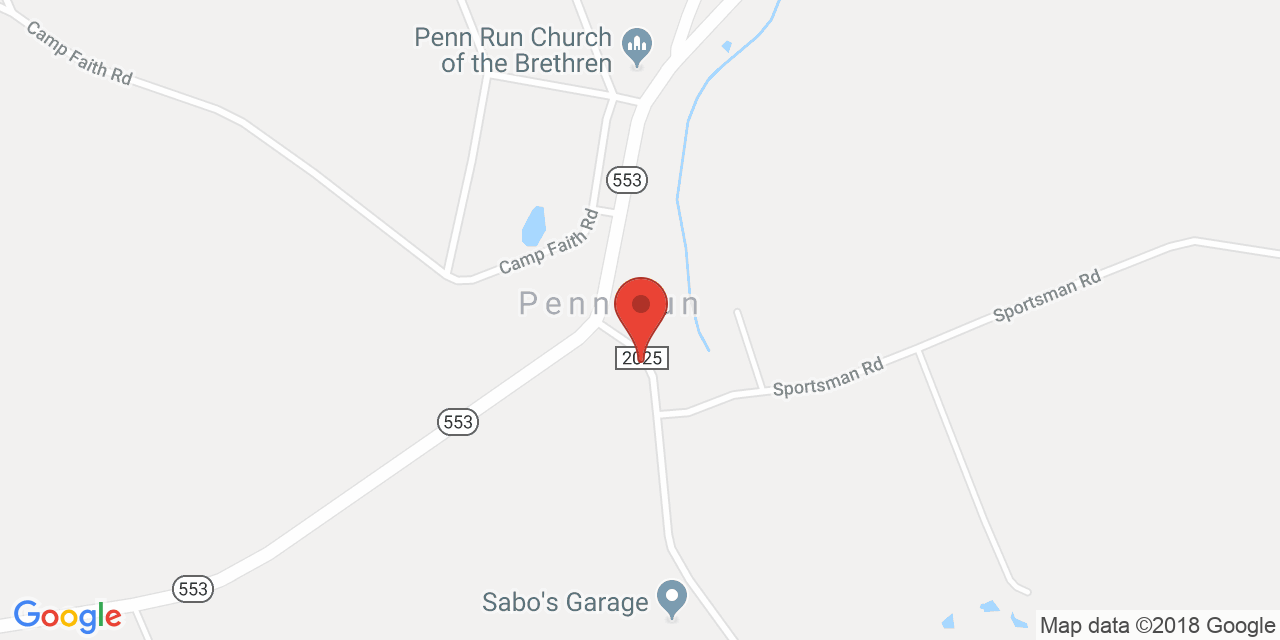 Camp Faith Rd
Penn Run Church
of the Brethren
553
Camp Faith Rd
Sportsman Rd
Penn un
2025
Sportsman Rd
553
553
Sabo's Garage
Google
Map data ©2018 Google